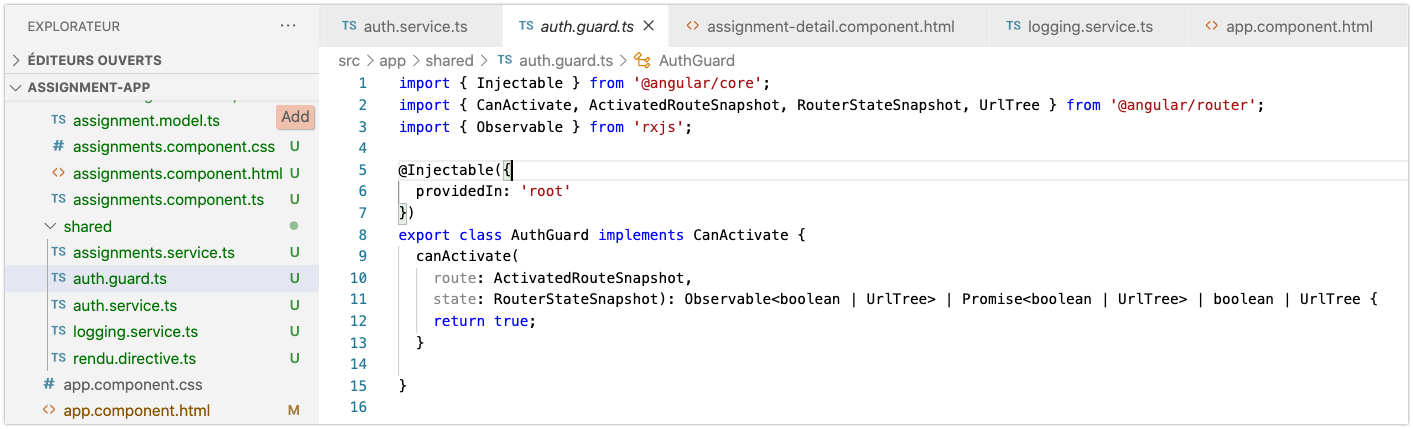 EXPLORATEUR ...
ÉDITEURS OUVERTS
ASSIGNMENT-APP
TS assignment.model.ts Add
# assignments.component.css U
<> assignments.component.html U
TS assignments.component.ts U
shared
TS assignments.service.ts U
TS auth.guard.ts U
TS auth.service.ts U
TS logging.service.ts U
TS rendu.directive.ts U
# app.component.css
<> app.component.html M
TS auth.service.ts TS auth.guard.ts × <> assignment-detail.component.html TS logging.service.ts <> app.component.html
src > app > shared > TS auth.guard.ts > AuthGuard
1 import { Injectable } from '@angular/core';
2 import { CanActivate, ActivatedRouteSnapshot, RouterStateSnapshot, UrlTree } from '@angular/router';
3 import { Observable } from 'rxjs';
4
5 @Injectable({
6 providedIn: 'root'
7 })
8 export class AuthGuard implements CanActivate {
9 canActivate(
10 route: ActivatedRouteSnapshot,
11 state: RouterStateSnapshot): Observable<boolean | UrlTree> | Promise<boolean | UrlTree> | boolean | UrlTree {
12 return true;
13 }
14
15 }
16